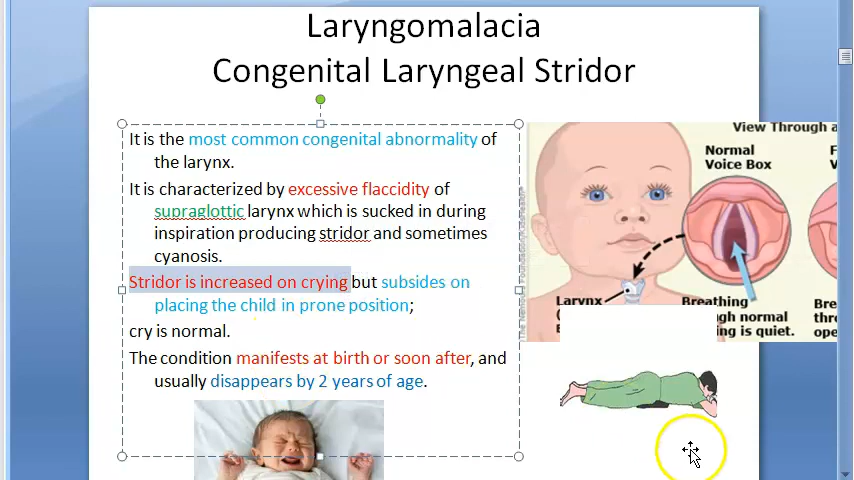 Laryngomalacia
Congenital Laryngeal Stridor
It is the most common congenital abnormality of
the larynx.
It is characterized by excessive flaccidity of
supraglottic larynx which is sucked in during
inspiration producing stridor and sometimes
cyanosis.
Stridor is increased on crying but subsides on
placing the child in prone position;
cry is normal.
The condition manifests at birth or soon after, and
usually disappears by 2 years of age.
View Through a
Normal
Voice Box
Larynx
Breathing
gh normal
ing is quiet.
Bre
thr
ope